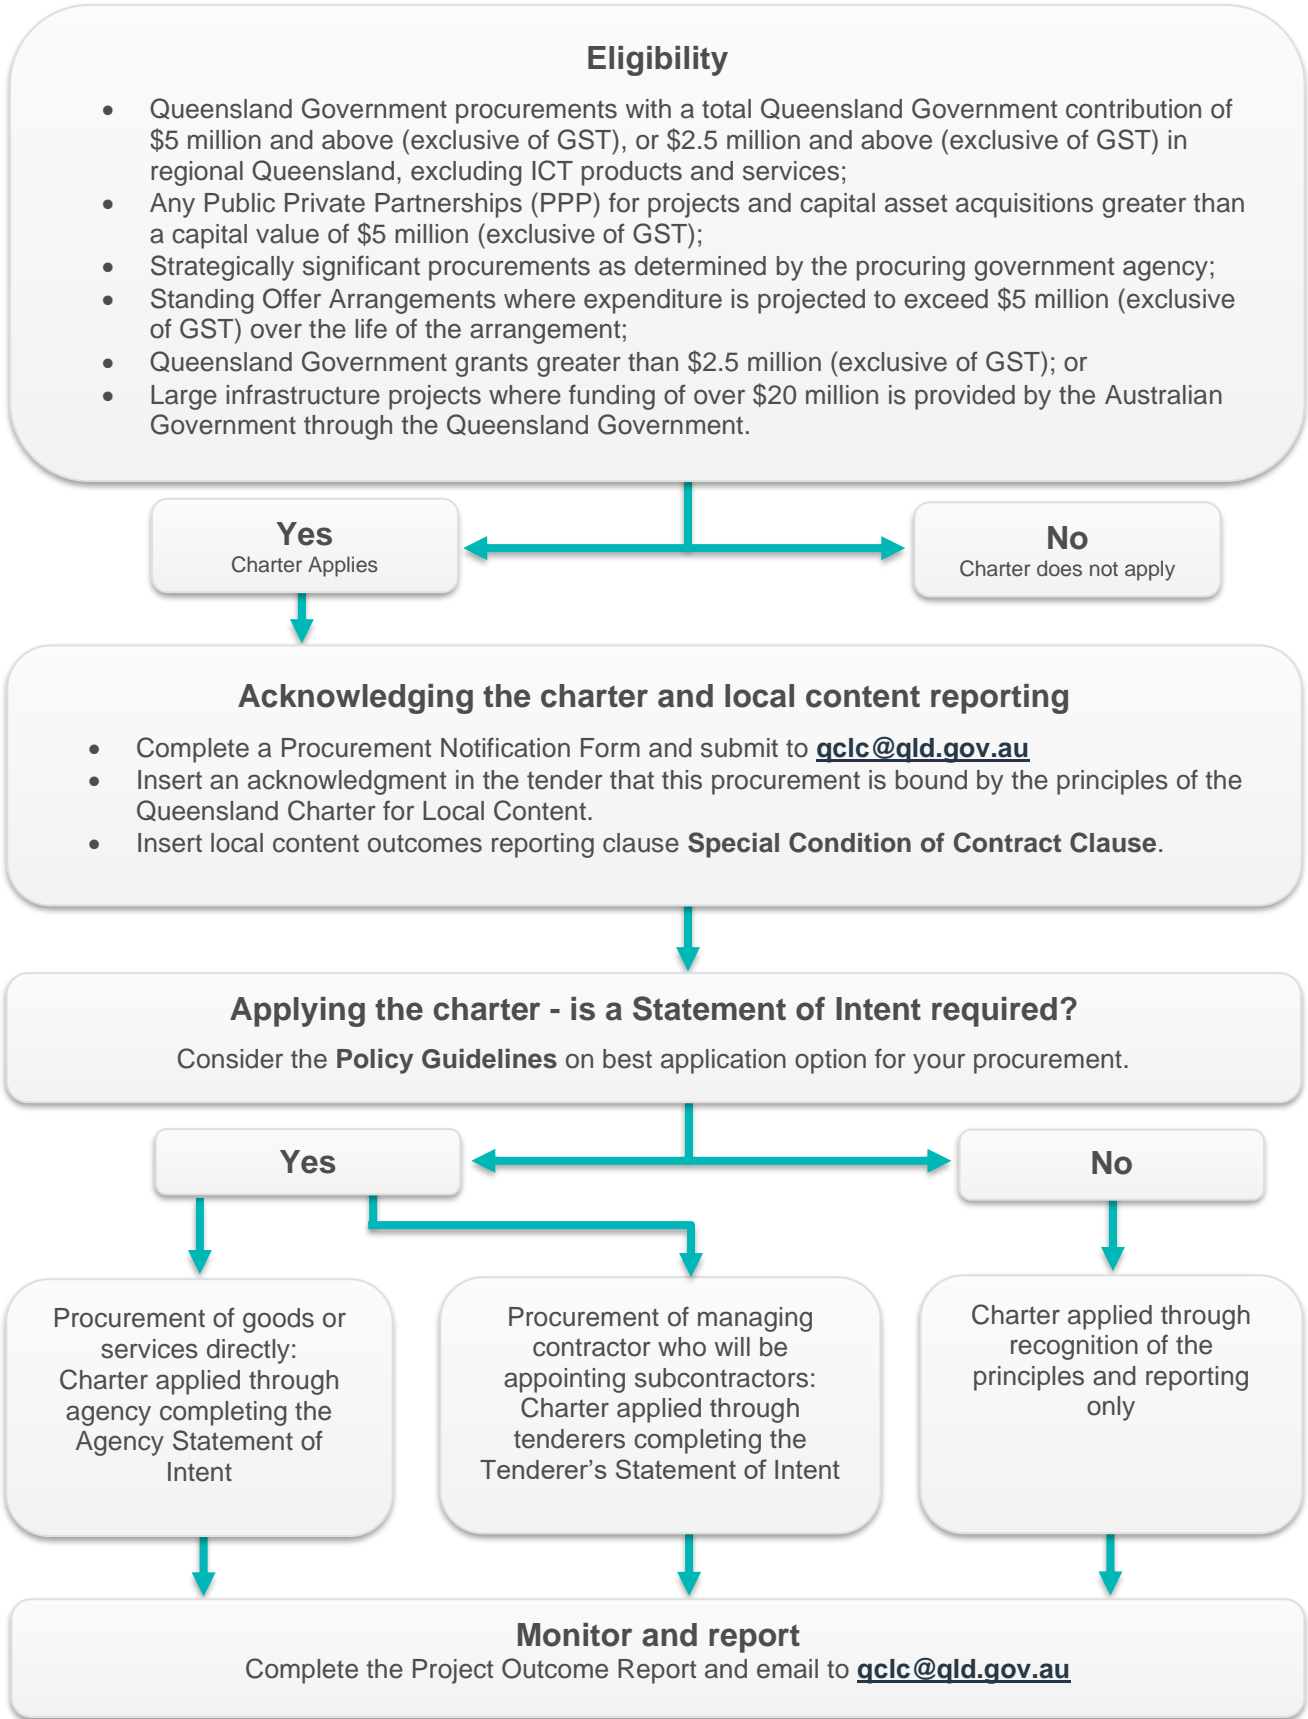 Eligibility
• Queensland Government procurements with a total Queensland Government contribution of
$5 million and above (exclusive of GST), or $2.5 million and above (exclusive of GST) in
regional Queensland, excluding ICT products and services;
• Any Public Private Partnerships (PPP) for projects and capital asset acquisitions greater than
a capital value of $5 million (exclusive of GST);
• Strategically significant procurements as determined by the procuring government agency;
• Standing Offer Arrangements where expenditure is projected to exceed $5 million (exclusive
of GST) over the life of the arrangement;
• Queensland Government grants greater than $2.5 million (exclusive of GST); or
• Large infrastructure projects where funding of over $20 million is provided by the Australian
Government through the Queensland Government.
Yes
Charter Applies
No
Charter does not apply
Acknowledging the charter and local content reporting
• Complete a Procurement Notification Form and submit to qclc@qld.gov.au
• Insert an acknowledgment in the tender that this procurement is bound by the principles of the
Queensland Charter for Local Content.
• Insert local content outcomes reporting clause Special Condition of Contract Clause.
Applying the charter - is a Statement of Intent required?
Consider the Policy Guidelines on best application option for your procurement.
Yes
No
Procurement of goods or
services directly:
Charter applied through
agency completing the
Agency Statement of
Intent
Procurement of managing
contractor who will be
appointing subcontractors:
Charter applied through
tenderers completing the
Tenderer’s Statement of Intent
Charter applied through
recognition of the
principles and reporting
only
Monitor and report
Complete the Project Outcome Report and email to qclc@qld.gov.au